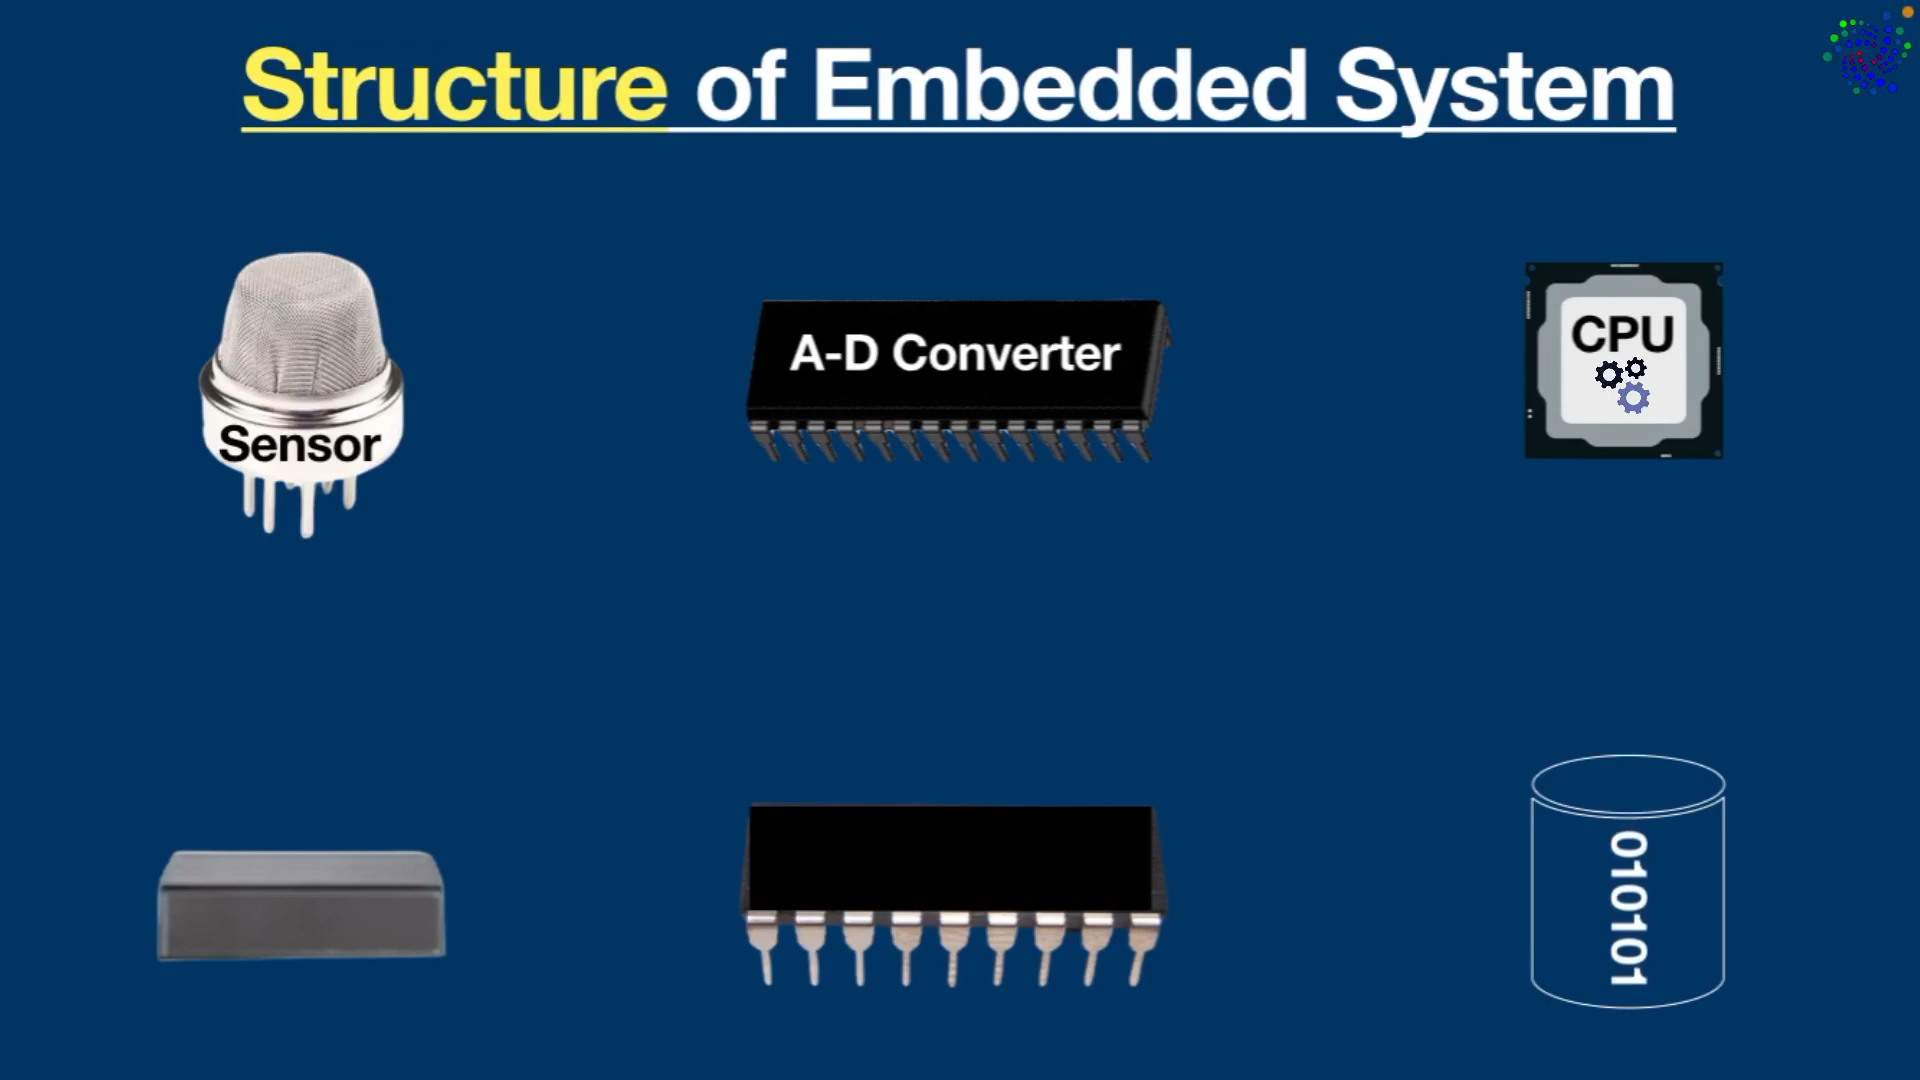 Structure of Embedded System
Sensor
A-D Converter
CPU
010101